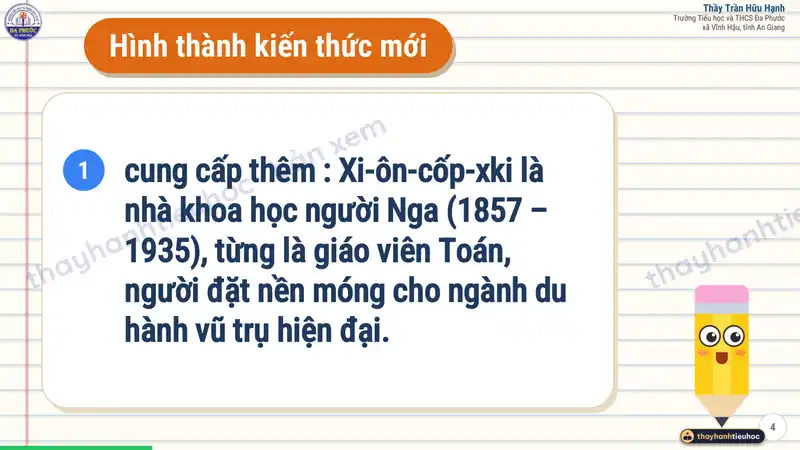 ĐA PHƯỚC
Thầy Trần Hữu Hạnh
Trường Tiểu học và THCS Đa Phước
xã Vĩnh Hậu, tỉnh An Giang
Hình thành kiến thức mới
1
cung cấp thêm : Xi-ôn-cốp-xki là
nhà khoa học người Nga (1857 –
1935), từng là giáo viên Toán,
người đặt nền móng cho ngành du
hành vũ trụ hiện đại.
thayhanhtieuhoc
4